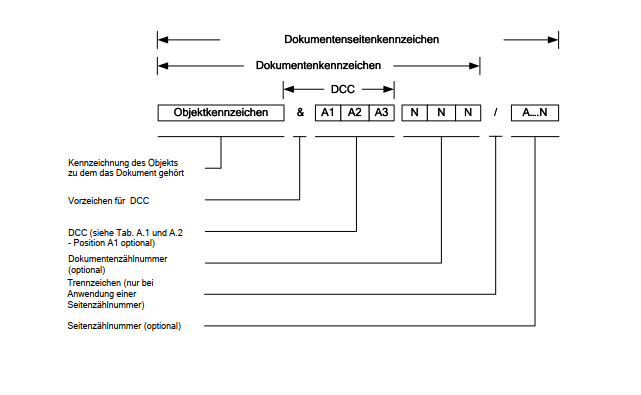 Dokumentenseitenkennzeichen
Dokumentenkennzeichen
DCC
Objektkennzeichen & A1 A2 A3 N N N / A....N
Kennzeichnung des Objekts
zu dem das Dokument gehört
Vorzeichen für DCC
DCC (siehe Tab. A.1 und A.2
- Position A1 optional)
Dokumentenzählnummer
(optional)
Trennzeichen (nur bei
Anwendung einer
Seitenzählnummer)
Seitenzählnummer (optional)